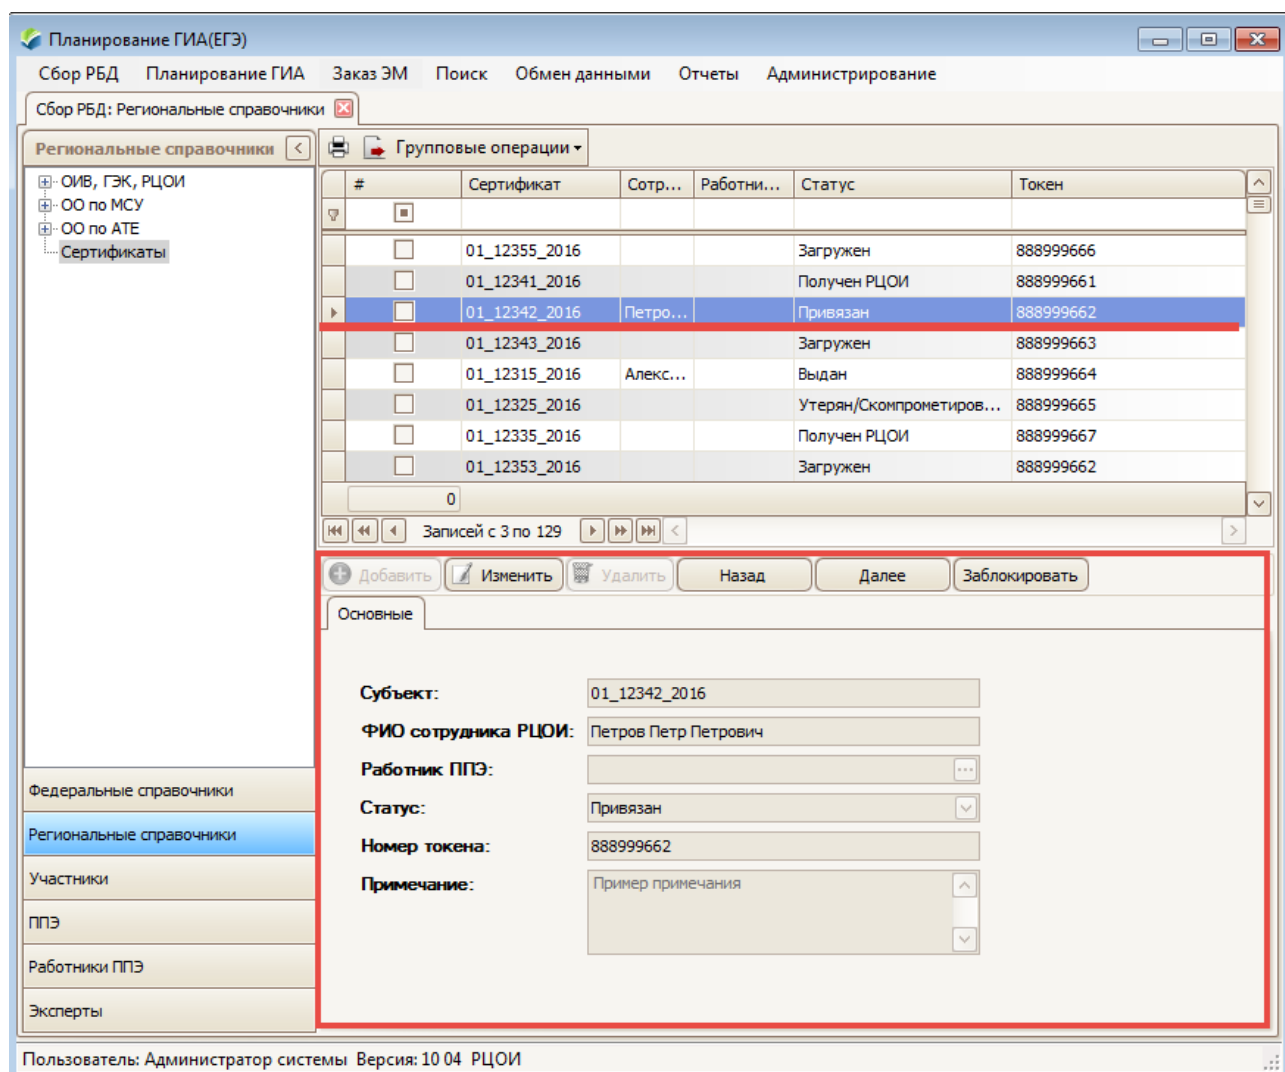 Планирование ГИА(ЕГЭ)
Сбор РБД Планирование ГИА Заказ ЭМ Поиск Обмен данными Отчеты Администрирование
Сбор РБД: Региональные справочники
Региональные справочники
ОИВ, ГЭК, РЦОИ
ОО по МСУ
ОО по АТЕ
Сертификаты
Федеральные справочники
Региональные справочники
Участники
ППЭ
Работники ППЭ
Эксперты
Групповые операции
# Сертификат Сотр... Работни... Статус Токен
01_12355_2016 Загружен 888999666
01_12341_2016 Получен РЦОИ 888999661
01_12342_2016 Петро... Привязан 888999662
01_12343_2016 Загружен 888999663
01_12315_2016 Алекс... Выдан 888999664
01_12325_2016 Утерян/Скомпрометиров... 888999665
01_12335_2016 Получен РЦОИ 888999667
01_12353_2016 Загружен 888999662
0
Записей с 3 по 129
Добавить Изменить Удалить Назад Далее Заблокировать
Основные
Субъект: 01_12342_2016
ФИО сотрудника РЦОИ: Петров Петр Петрович
Работник ППЭ: ...
Статус: Привязан
Номер токена: 888999662
Примечание: Пример примечания
Пользователь: Администратор системы Версия: 10 04 РЦОИ